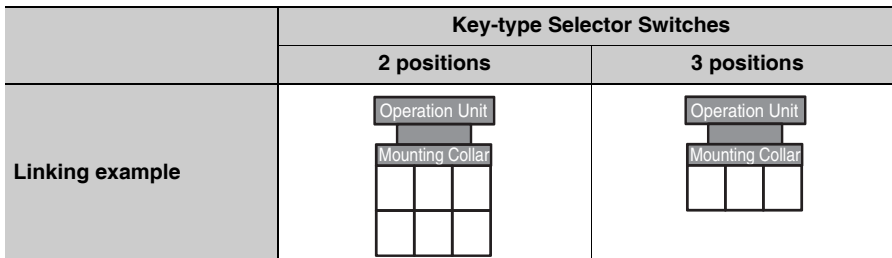 Key-type Selector Switches
2 positions
3 positions
Linking example
Operation Unit
Mounting Collar
Operation Unit
Mounting Collar